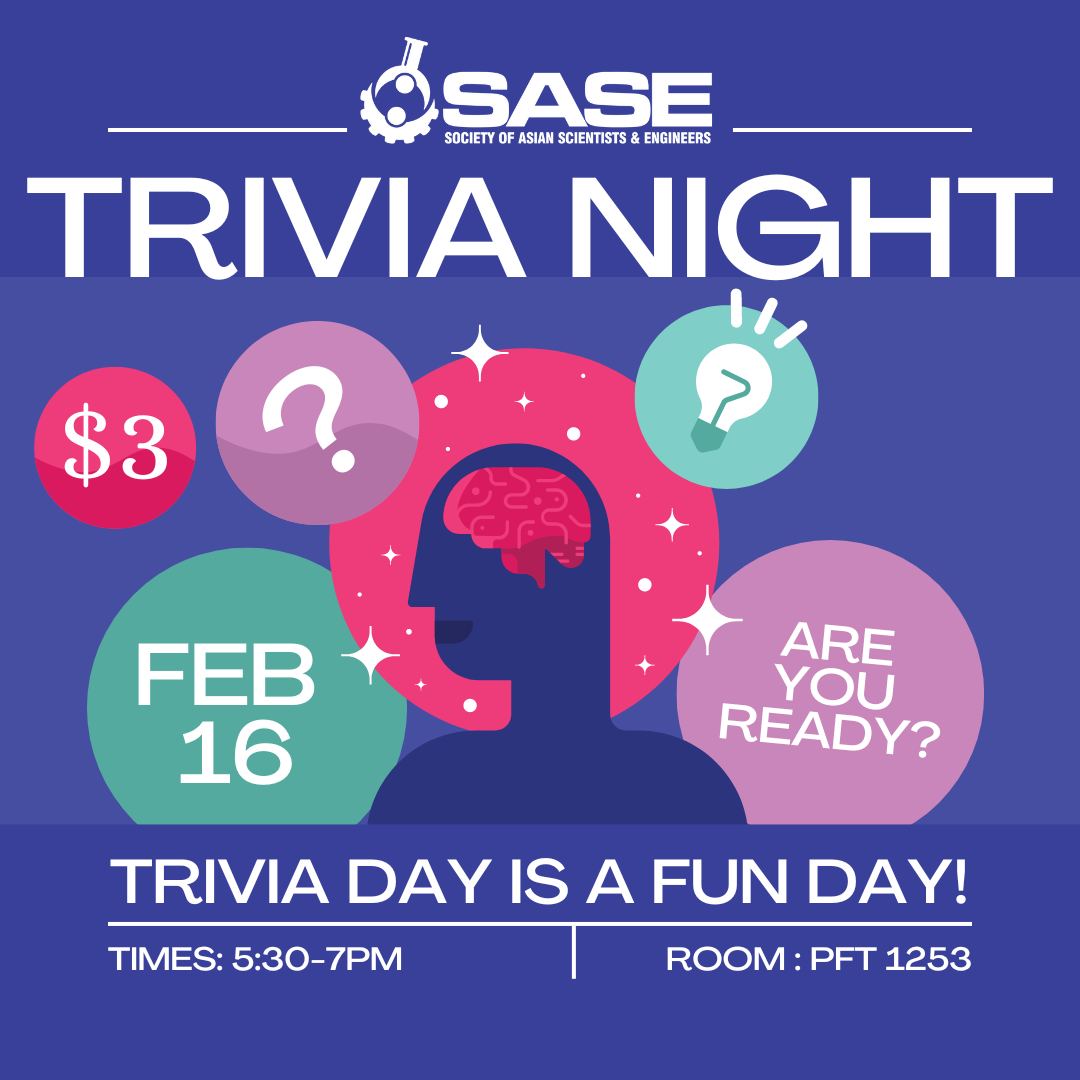 SASE
SOCIETY OF ASIAN SCIENTISTS & ENGINEERS
TRIVIA NIGHT
$3
?
FEB
16
ARE
YOU
READY?
TRIVIA DAY IS A FUN DAY!
TIMES: 5:30-7PM
ROOM : PFT 1253